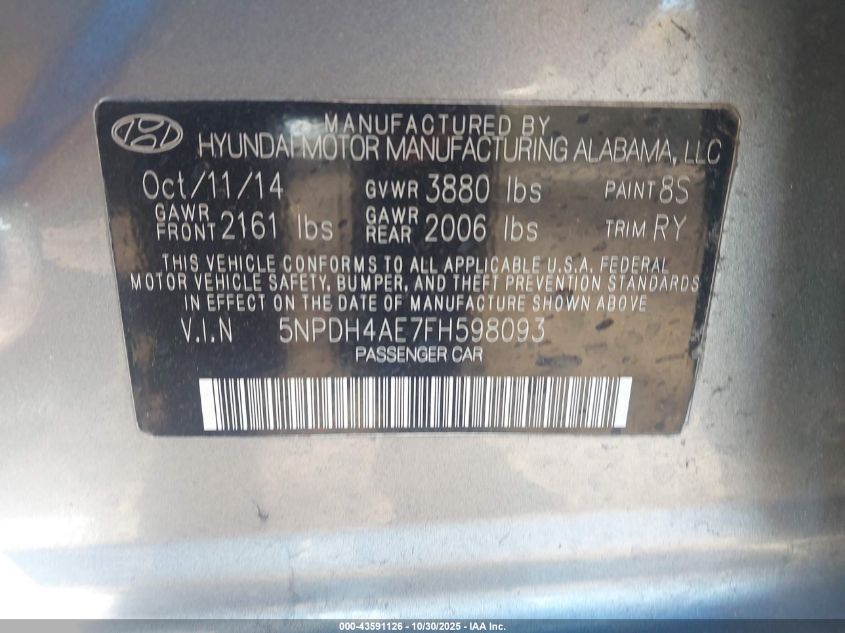 MANUFACTURED BY
HYUNDAI MOTOR MANUFACTURING ALABAMA, LLC
Oct/11/14 GVWR 3880 lbs PAINT 8S
GAWR FRONT 2161 lbs GAWR REAR 2006 lbs TRIM RY
THIS VEHICLE CONFORMS TO ALL APPLICABLE U.S.A. FEDERAL
MOTOR VEHICLE SAFETY, BUMPER, AND THEFT PREVENTION STANDARDS
IN EFFECT ON THE DATE OF MANUFACTURE SHOWN ABOVE
V.I.N 5NPDH4AE7FH598093
PASSENGER CAR
000-43591126 - 10/30/2025 - IAA Inc.